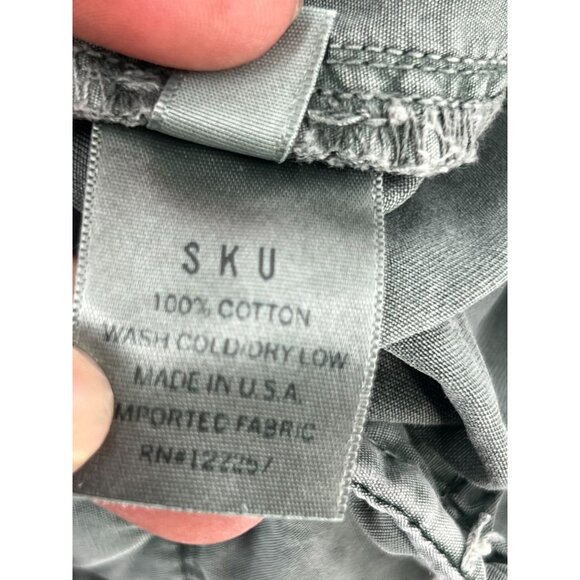 SKU
100% COTTON
WASH COLD/DRY LOW
MADE IN U.S.A.
IMPORTED FABRIC
RN#122257